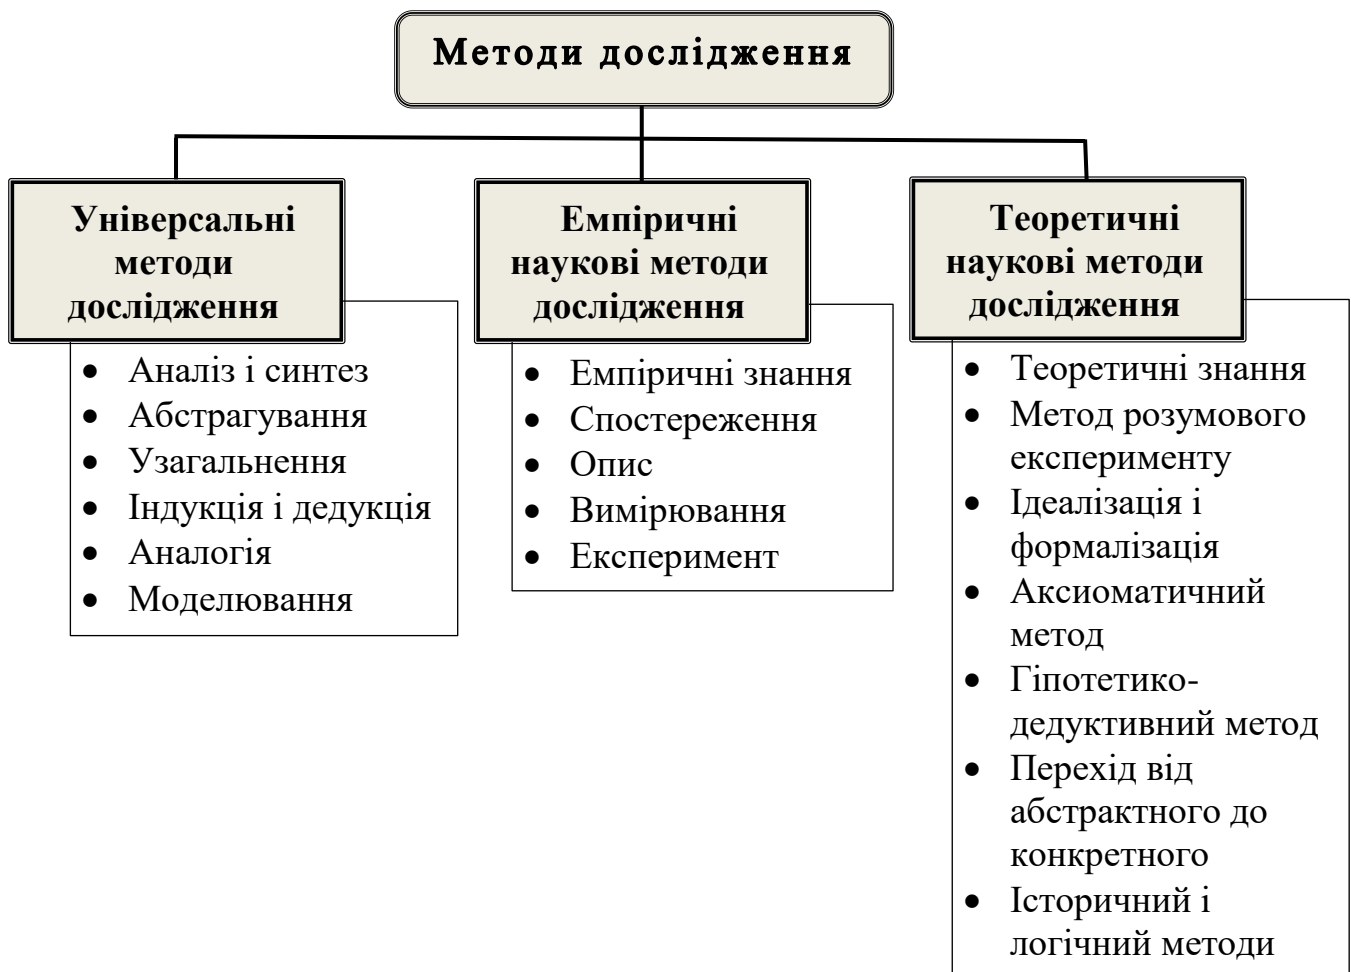 Методи дослідження
Універсальні
методи
дослідження
• Аналіз і синтез
• Абстрагування
• Узагальнення
• Індукція і дедукція
• Аналогія
• Моделювання
Емпіричні
наукові методи
дослідження
• Емпіричні знання
• Спостереження
• Опис
• Вимірювання
• Експеримент
Теоретичні
наукові методи
дослідження
• Теоретичні знання
• Метод розумового
експерименту
• Ідеалізація і
формалізація
• Аксиоматичний
метод
• Гіпотетико-
дедуктивний метод
• Перехід від
абстрактного до
конкретного
• Історичний і
логічний методи